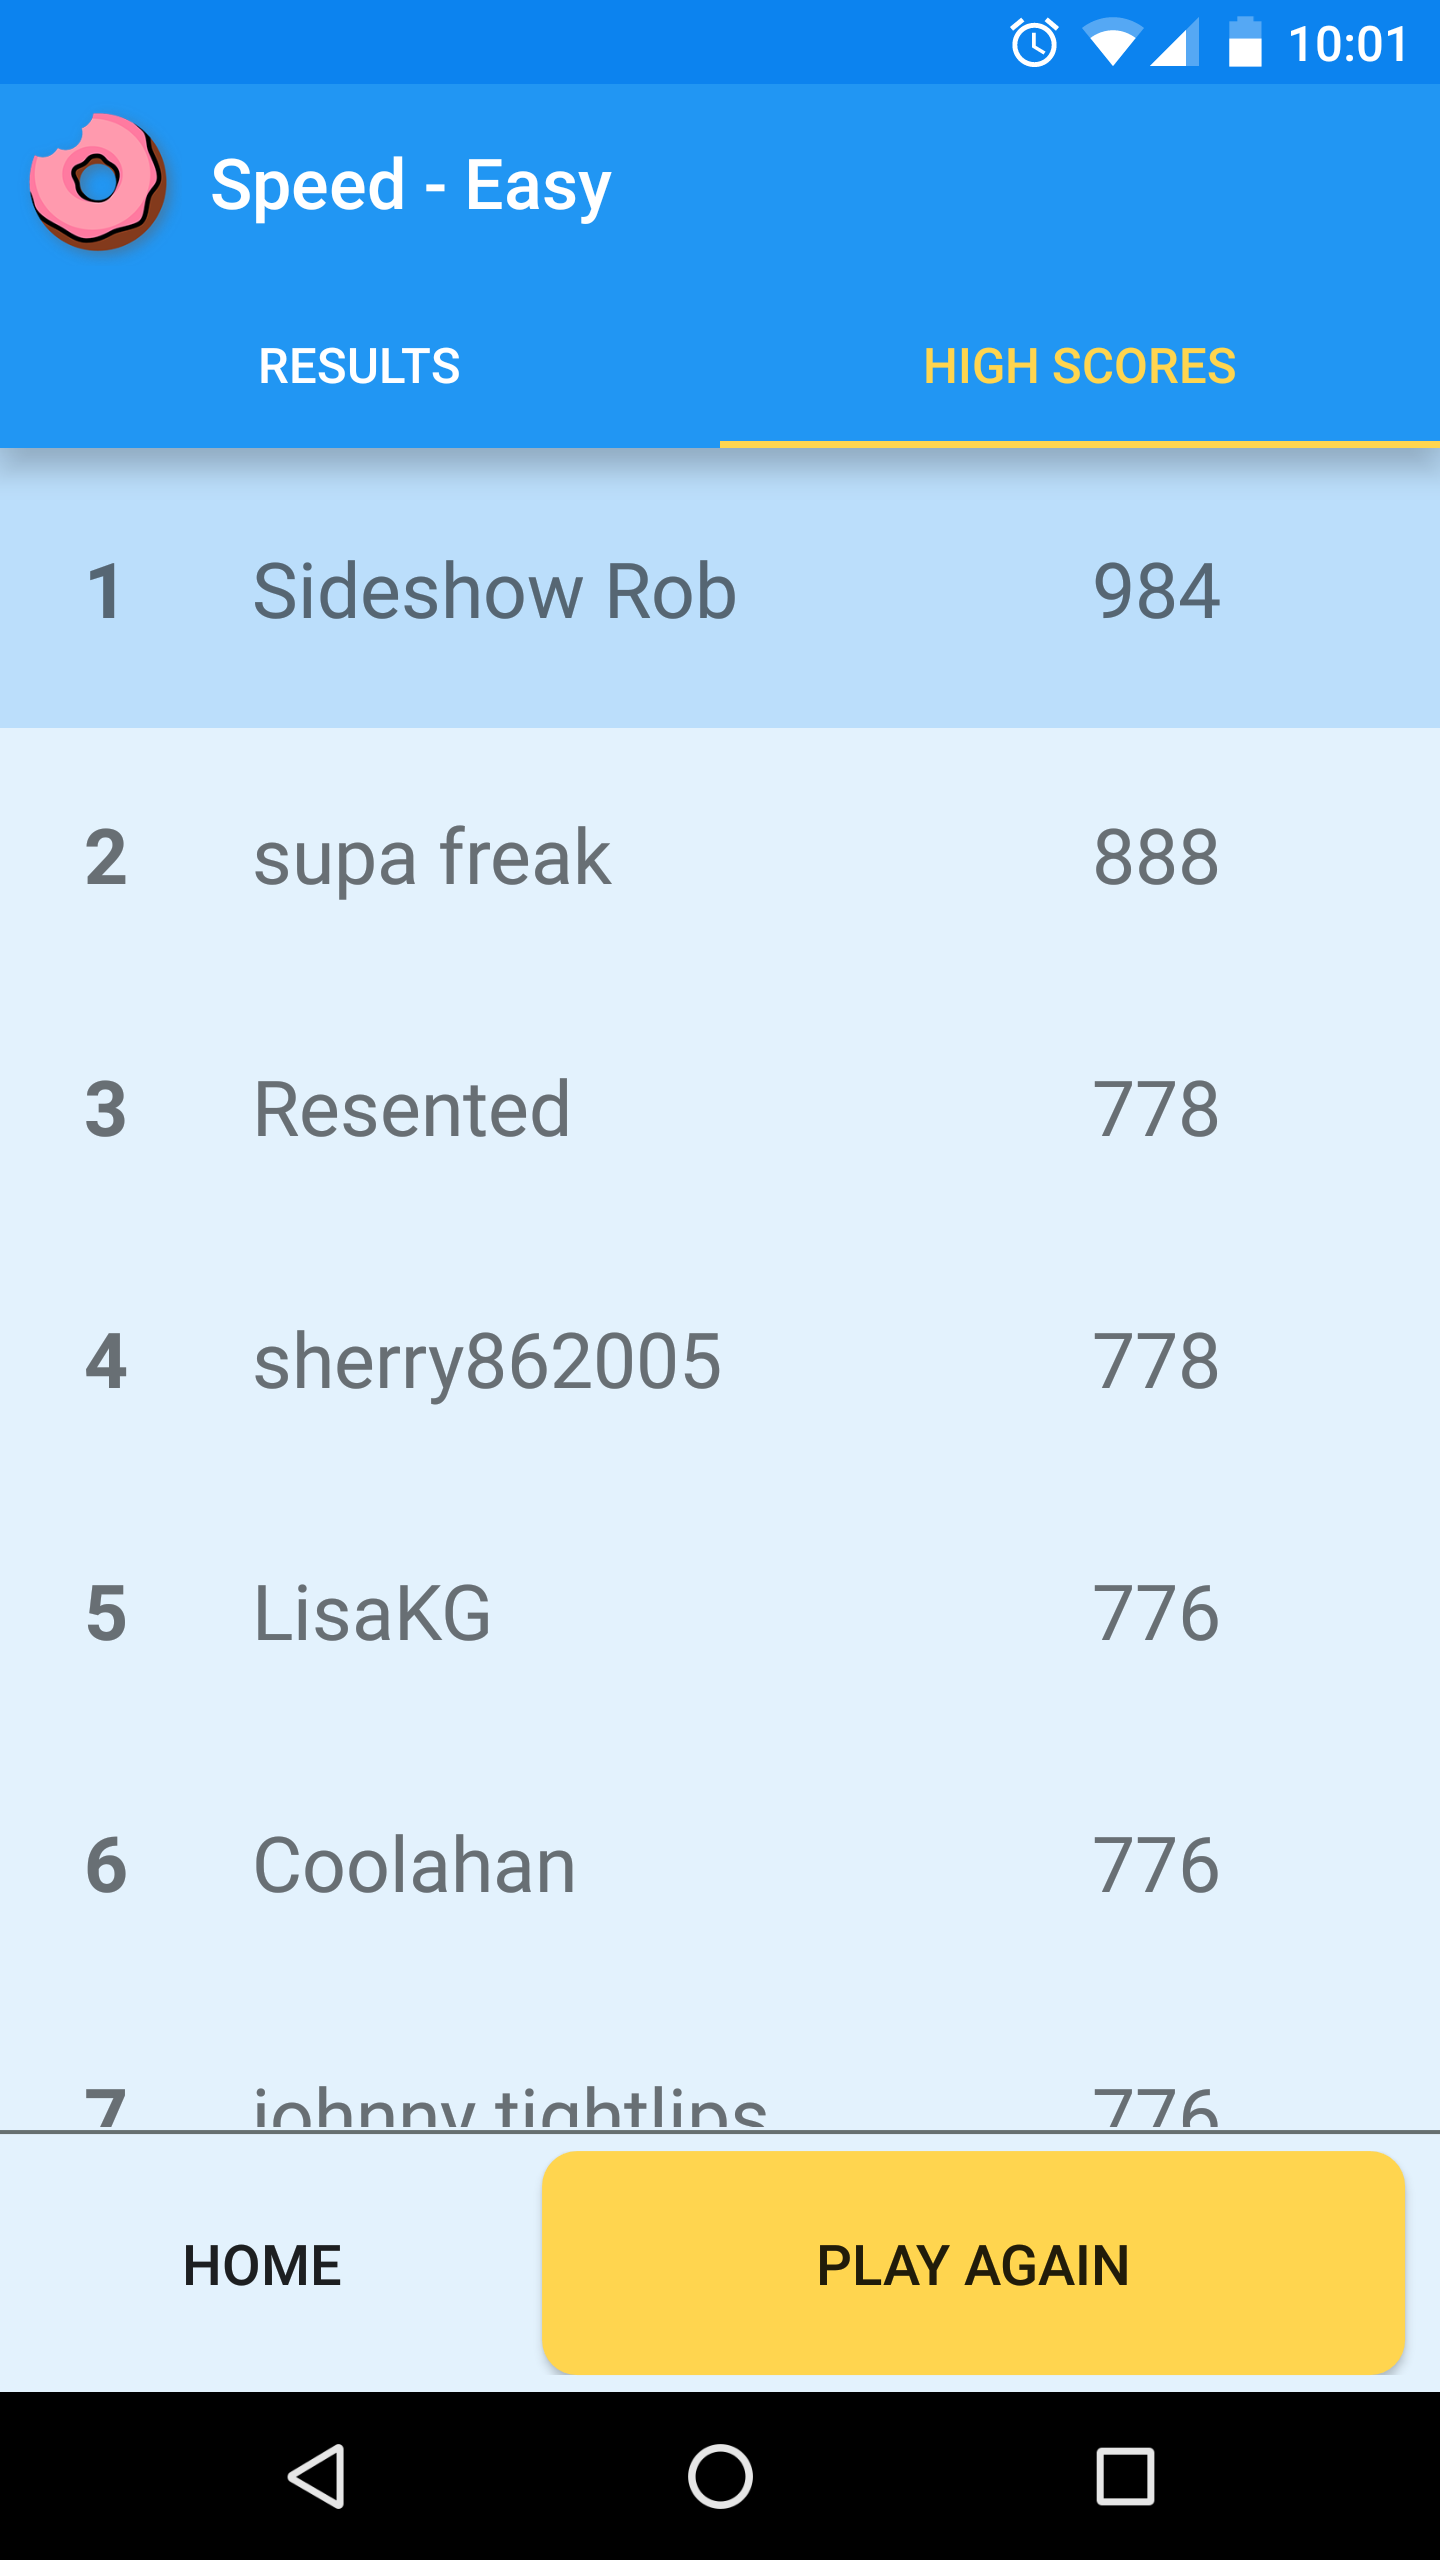 10:01
Speed - Easy
RESULTS HIGH SCORES
1 Sideshow Rob 984
2 supa freak 888
3 Resented 778
4 sherry862005 778
5 LisaKG 776
6 Coolahan 776
7 johnny tightlips 776
HOME PLAY AGAIN